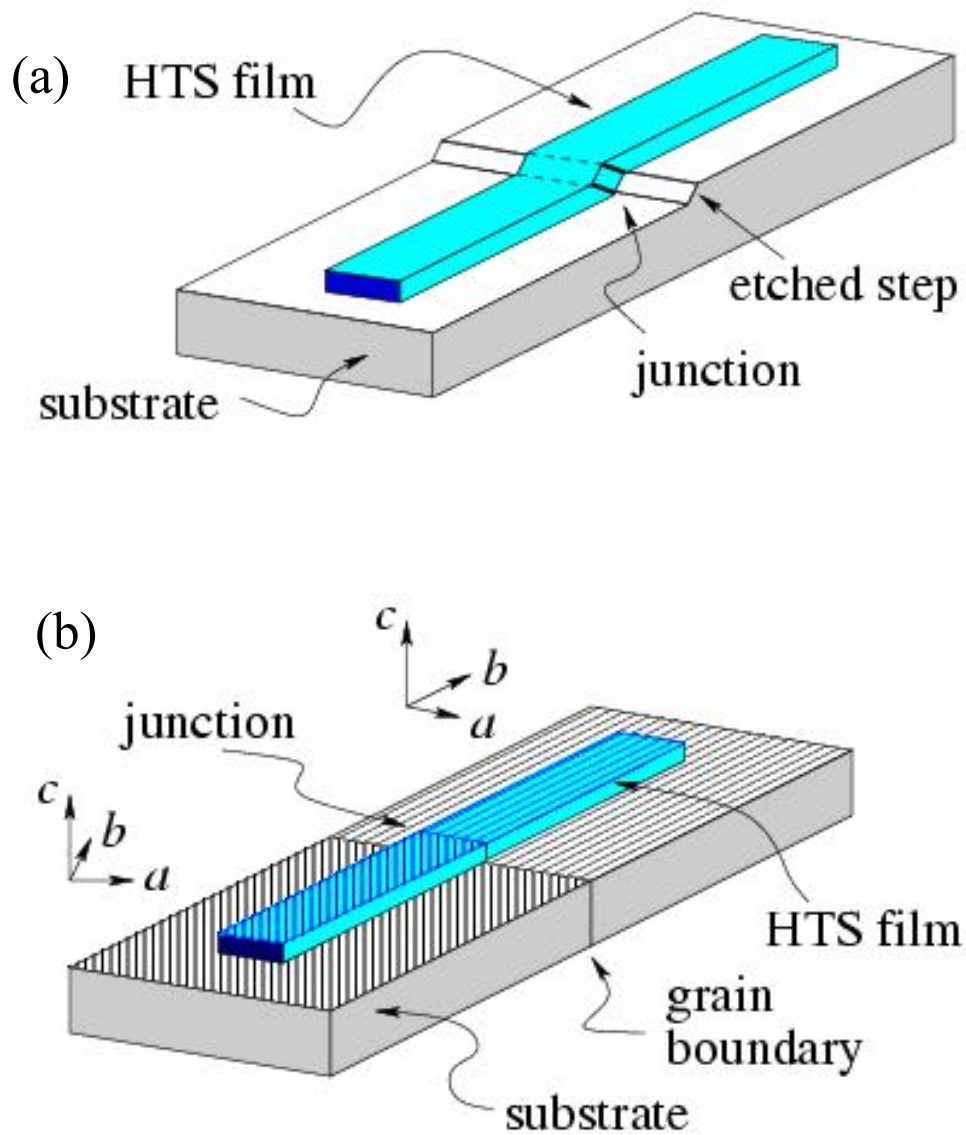 (a)
HTS film
etched step
junction
substrate
(b)
c
b
a
junction
c
b
a
HTS film
grain
boundary
substrate